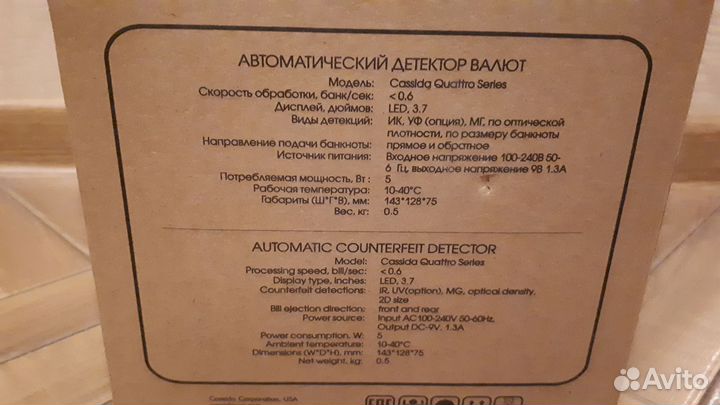 АВТОМАТИЧЕСКИЙ ДЕТЕКТОР ВАЛЮТ
Модель: Cassida Quattro Series
Скорость обработки, банк/сек: <0.6
Дисплей, дюймов: LED, 3.7
Виды детекций: ИК, УФ (опция), МГ, по оптической
плотности, по размеру банкноты
Направление подачи банкноты: прямое и обратное
Источник питания: Входное напряжение 100-240В 50-
6 Гц, выходное напряжение 9В 1.3А
Потребляемая мощность, Вт : 5
Рабочая температура: 10-40°С
Габариты (Ш*Г*В), мм: 143*128*75
Вес, кг: 0.5
AUTOMATIC COUNTERFEIT DETECTOR
Model: Cassida Quattro Series
Processing speed, bill/sec: <0.6
Display type, inches: LED, 3.7
Counterfeit detections: IR, UV(option), MG, optical density,
2D size
Bill ejection direction: front and rear
Power source: Input AC100-240V 50-60Hz,
Output DC-9V, 1.3A
Power consumption, W: 5
Ambient temperature: 10-40°C
Dimensions (W*D*H), mm: 143*128*75
Net weight, kg: 0.5
Cassida Corporation, USA
EAC
Avito